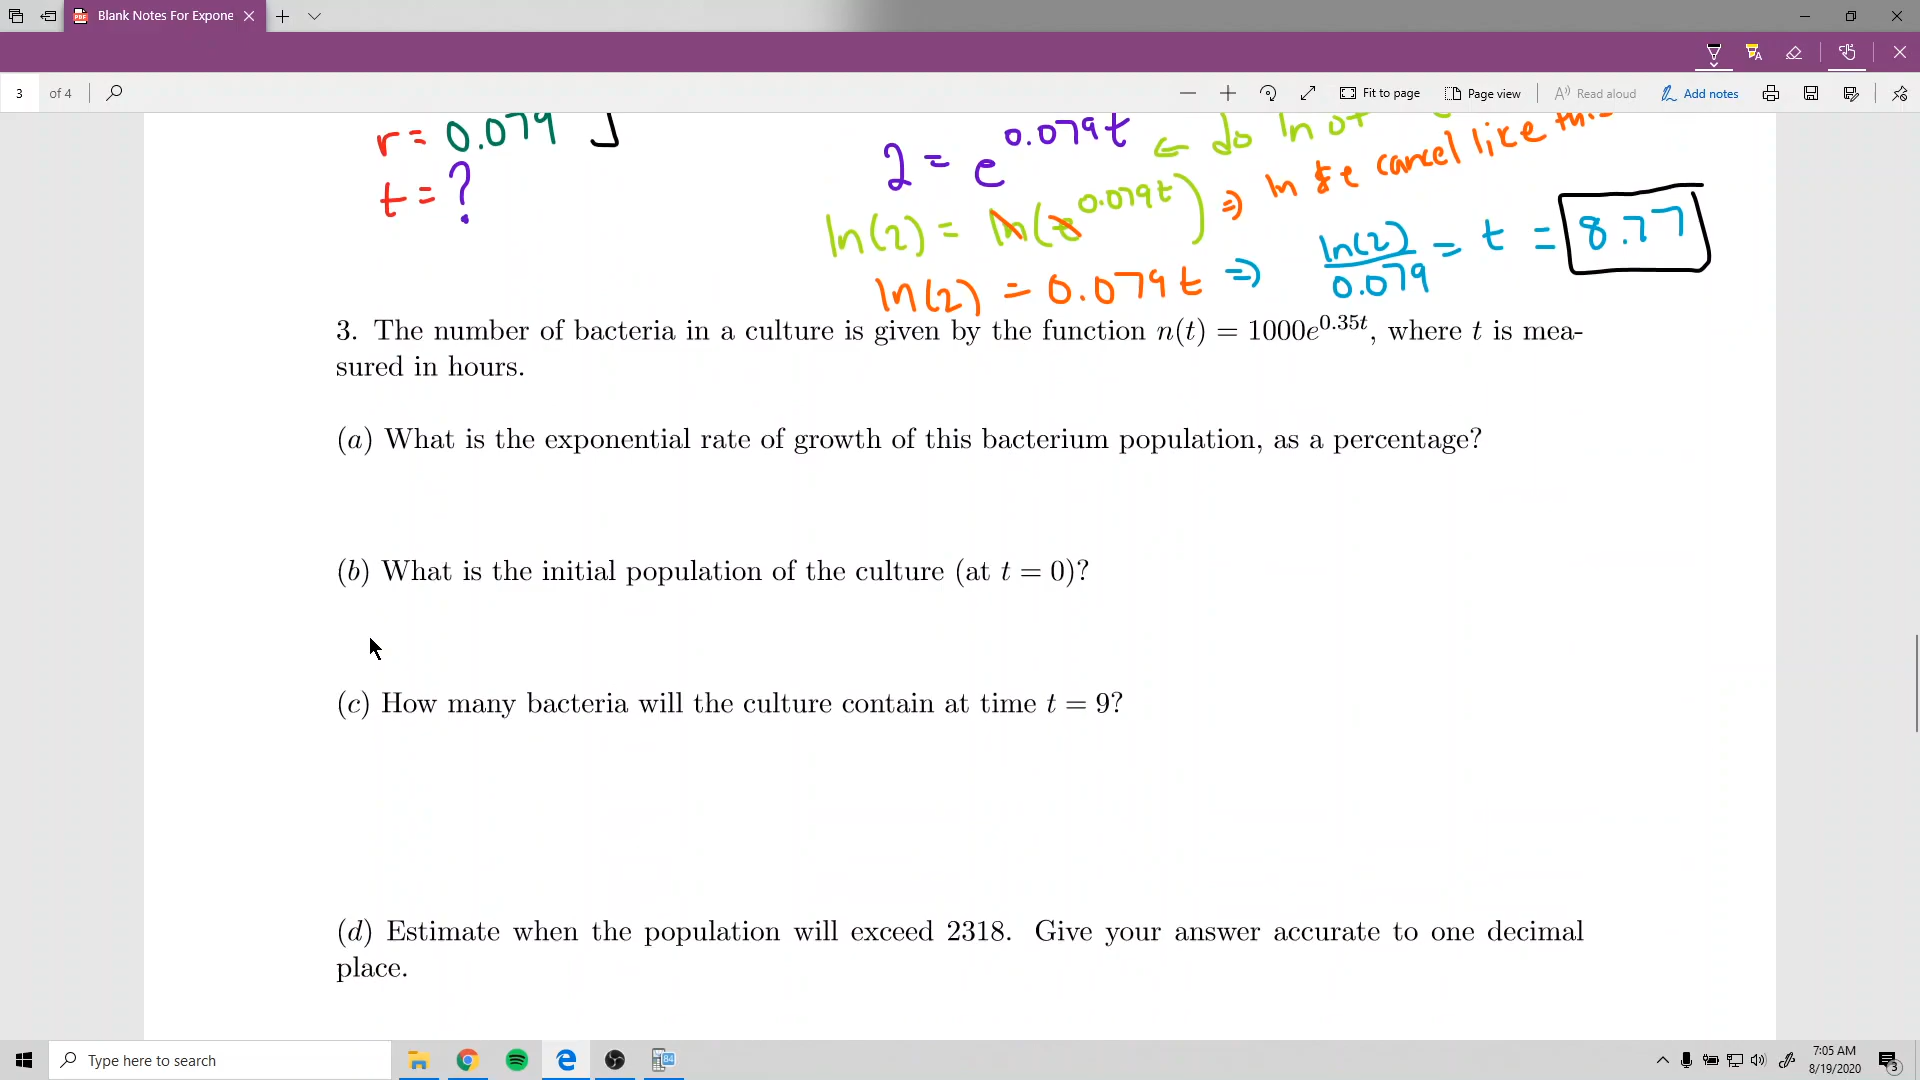 Blank Notes For Expone
3 of 4
Fit to page
Page view
Read aloud
Add notes
r = 0.079
t = ?
2 = e^0.079t ← do ln of
ln(2) = ln(e^0.079t) ⇒ ln & e cancel like this
ln(2) = 0.079t ⇒ ln(2)/0.079 = t = 8.77
3. The number of bacteria in a culture is given by the function n(t) = 1000e^0.35t, where t is mea-
sured in hours.
(a) What is the exponential rate of growth of this bacterium population, as a percentage?
(b) What is the initial population of the culture (at t = 0)?
(c) How many bacteria will the culture contain at time t = 9?
(d) Estimate when the population will exceed 2318. Give your answer accurate to one decimal
place.
Type here to search
84
7:05 AM
8/19/2020
3